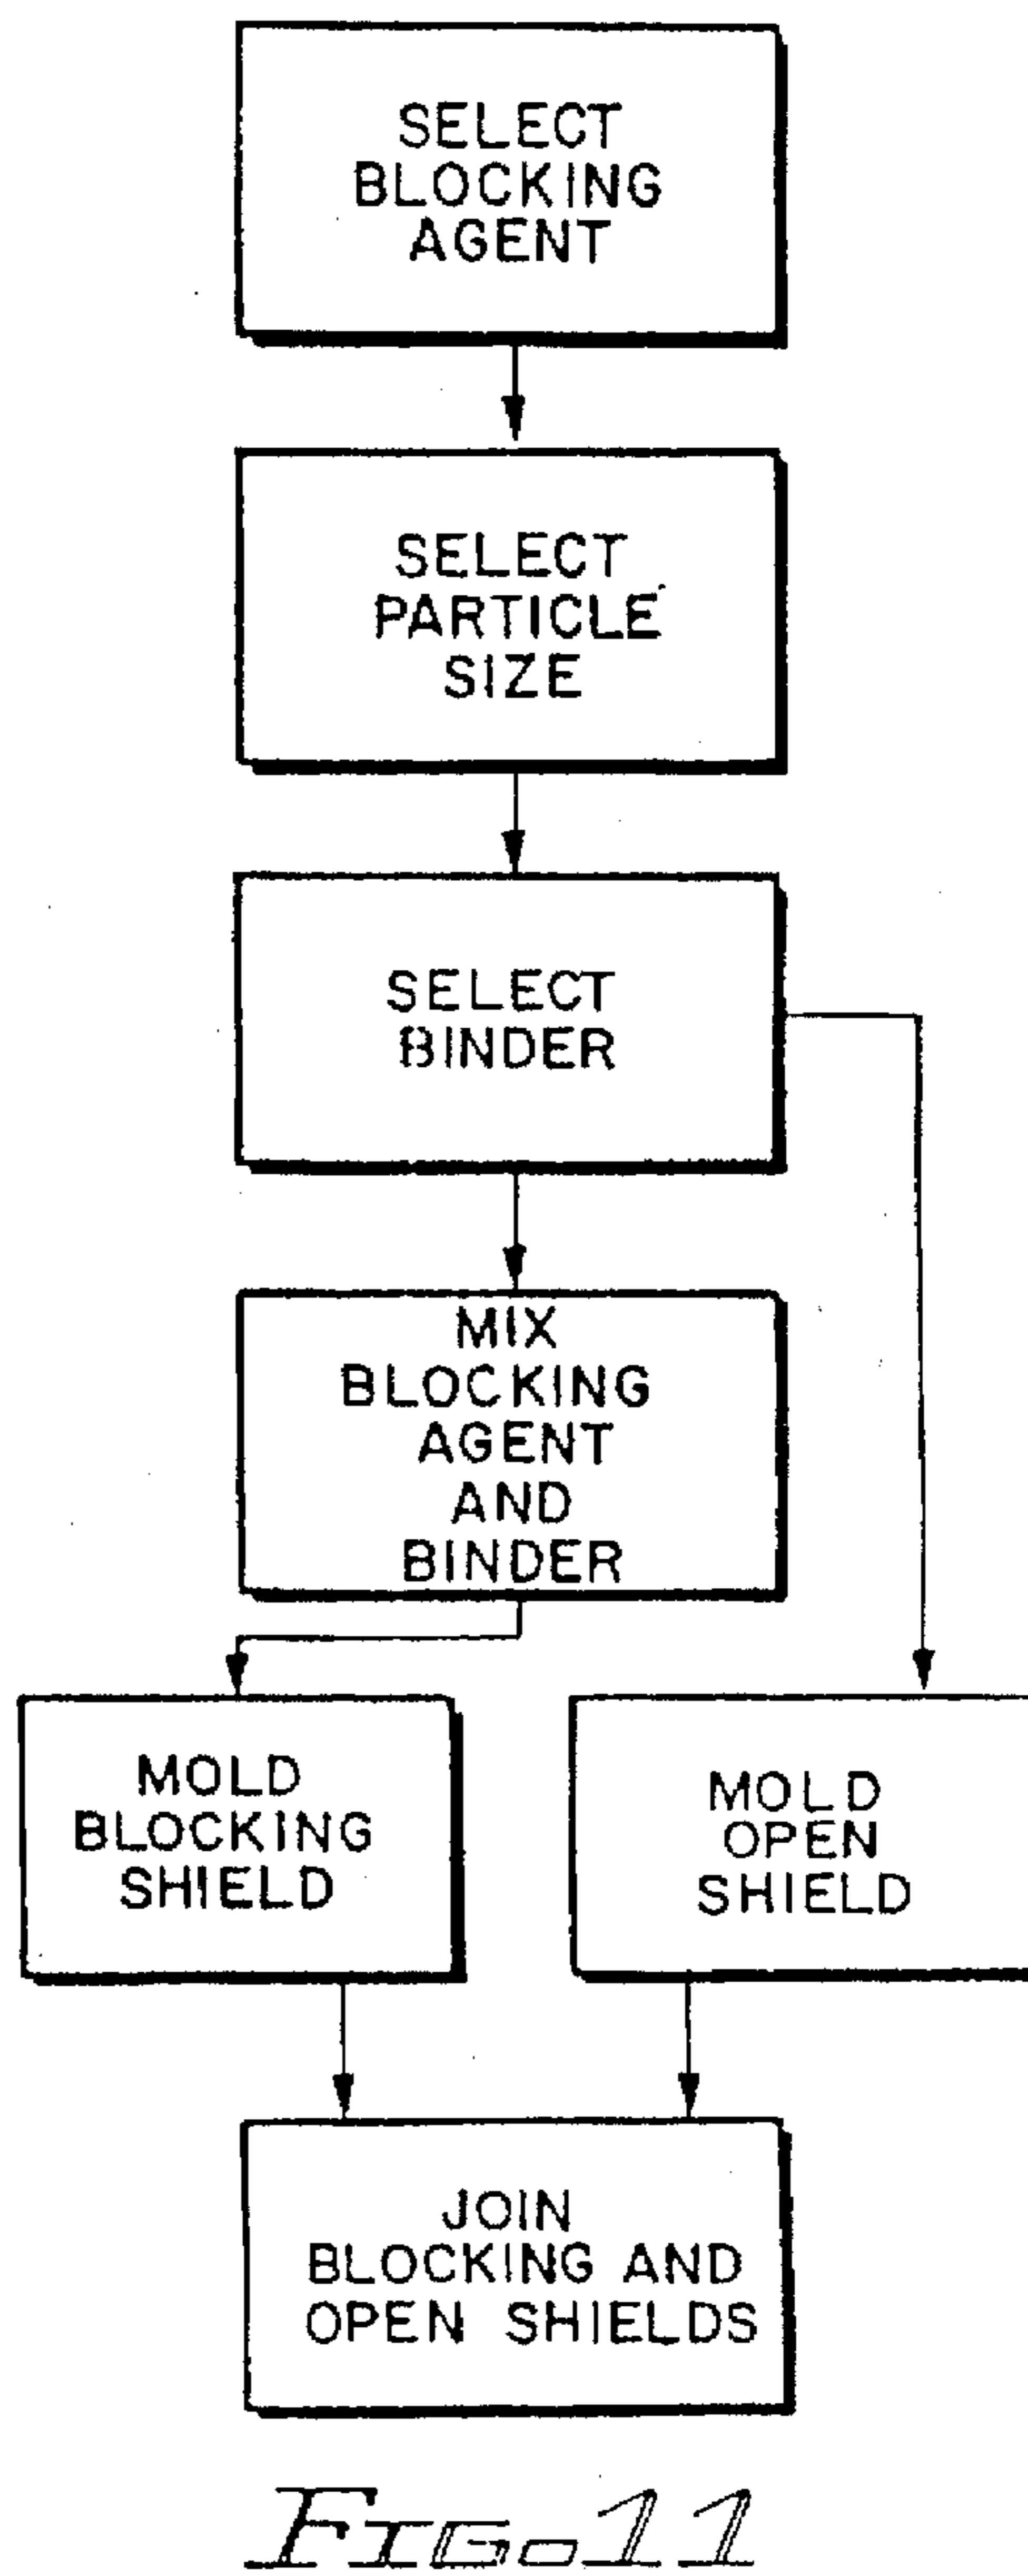 SELECT
BLOCKING
AGENT
SELECT
PARTICLE
SIZE
SELECT
BINDER
MIX
BLOCKING
AGENT
AND
BINDER
MOLD
BLOCKING
SHIELD
MOLD
OPEN
SHIELD
JOIN
BLOCKING AND
OPEN SHIELDS
FIG. 11